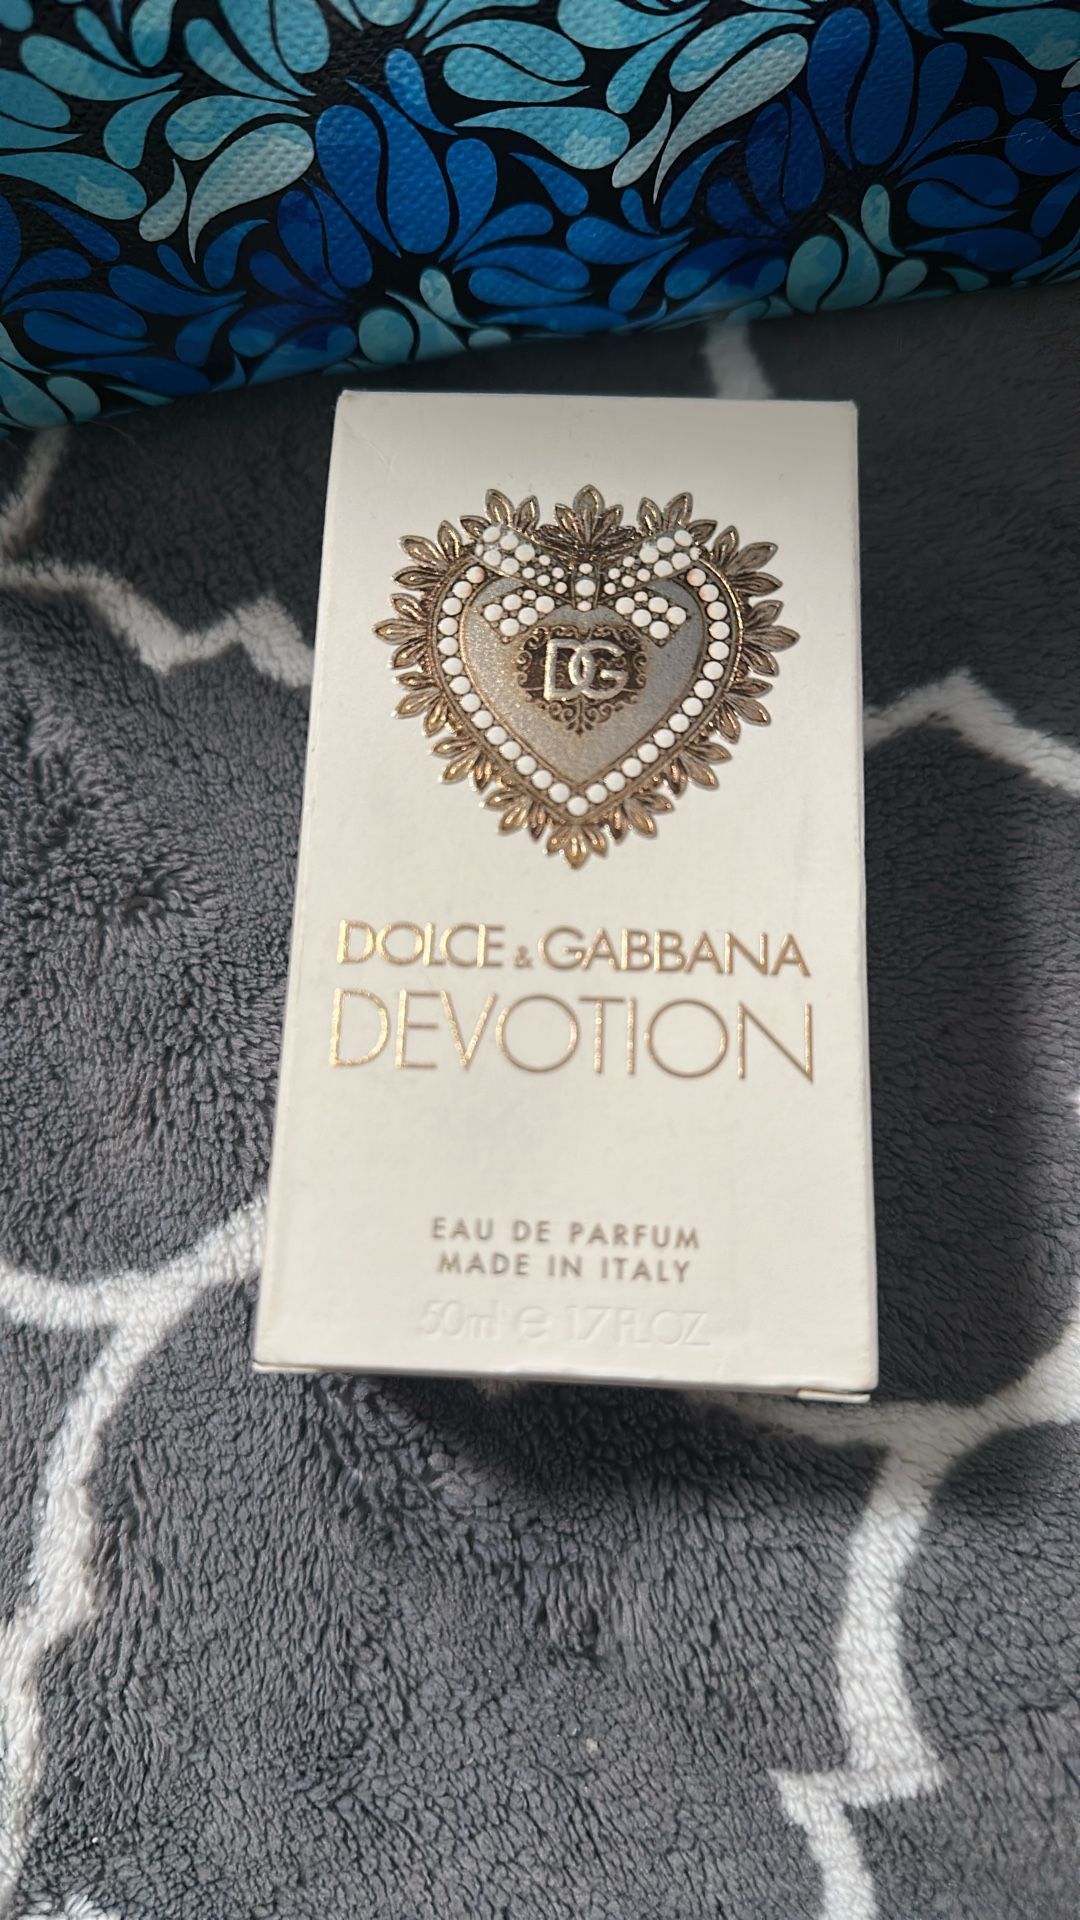 DG
DOLCE & GABBANA
DEVOTION
EAU DE PARFUM
MADE IN ITALY
50ml e 1.7 FL.OZ